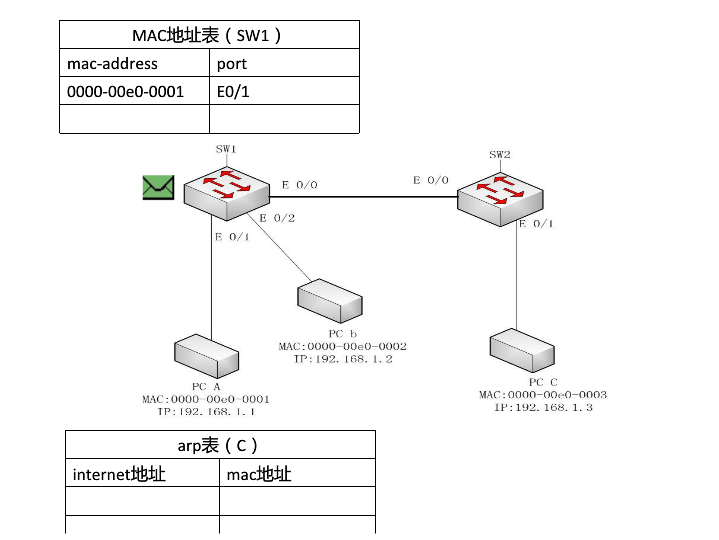 MAC地址表（SW1）
mac-address port
0000-00e0-0001 E0/1
SW1
SW2
E 0/0
E 0/0
E 0/2
E 0/1
E 0/1
PC b
MAC:0000-00e0-0002
IP:192.168.1.2
PC A
MAC:0000-00e0-0001
IP:192.168.1.1
PC C
MAC:0000-00e0-0003
IP:192.168.1.3
arp表（C）
internet地址 mac地址